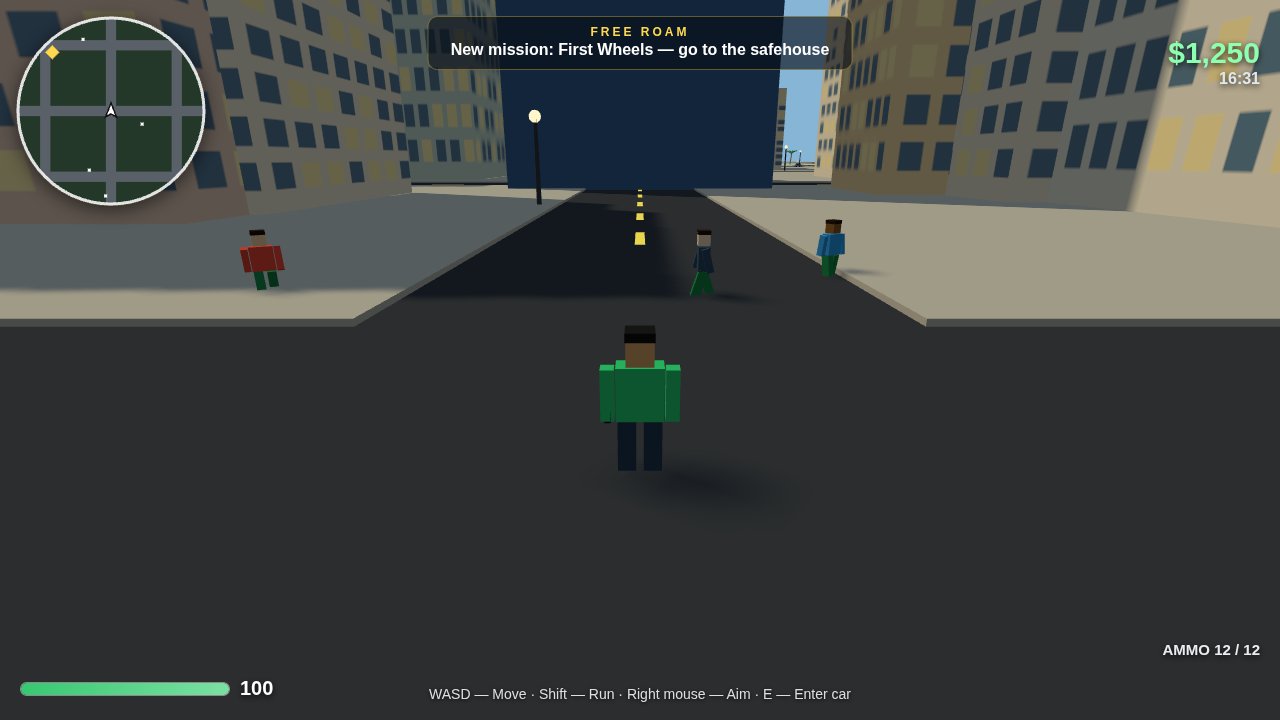 FREE ROAM
New mission: First Wheels — go to the safehouse
$1,250
16:31
AMMO 12 / 12
100
WASD — Move · Shift — Run · Right mouse — Aim · E — Enter car